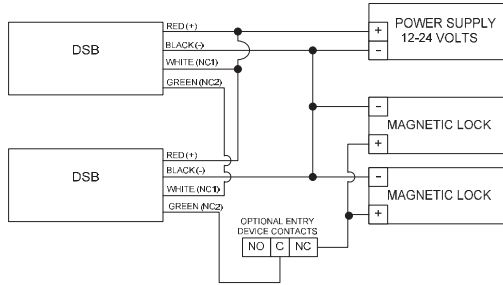 DSB
RED (+)
BLACK (-)
WHITE (NC1)
GREEN (NC2)
+
-
POWER SUPPLY
12-24 VOLTS
-
+
MAGNETIC LOCK
DSB
RED (+)
BLACK (-)
WHITE (NC1)
GREEN (NC2)
-
+
MAGNETIC LOCK
OPTIONAL ENTRY
DEVICE CONTACTS
NO C NC